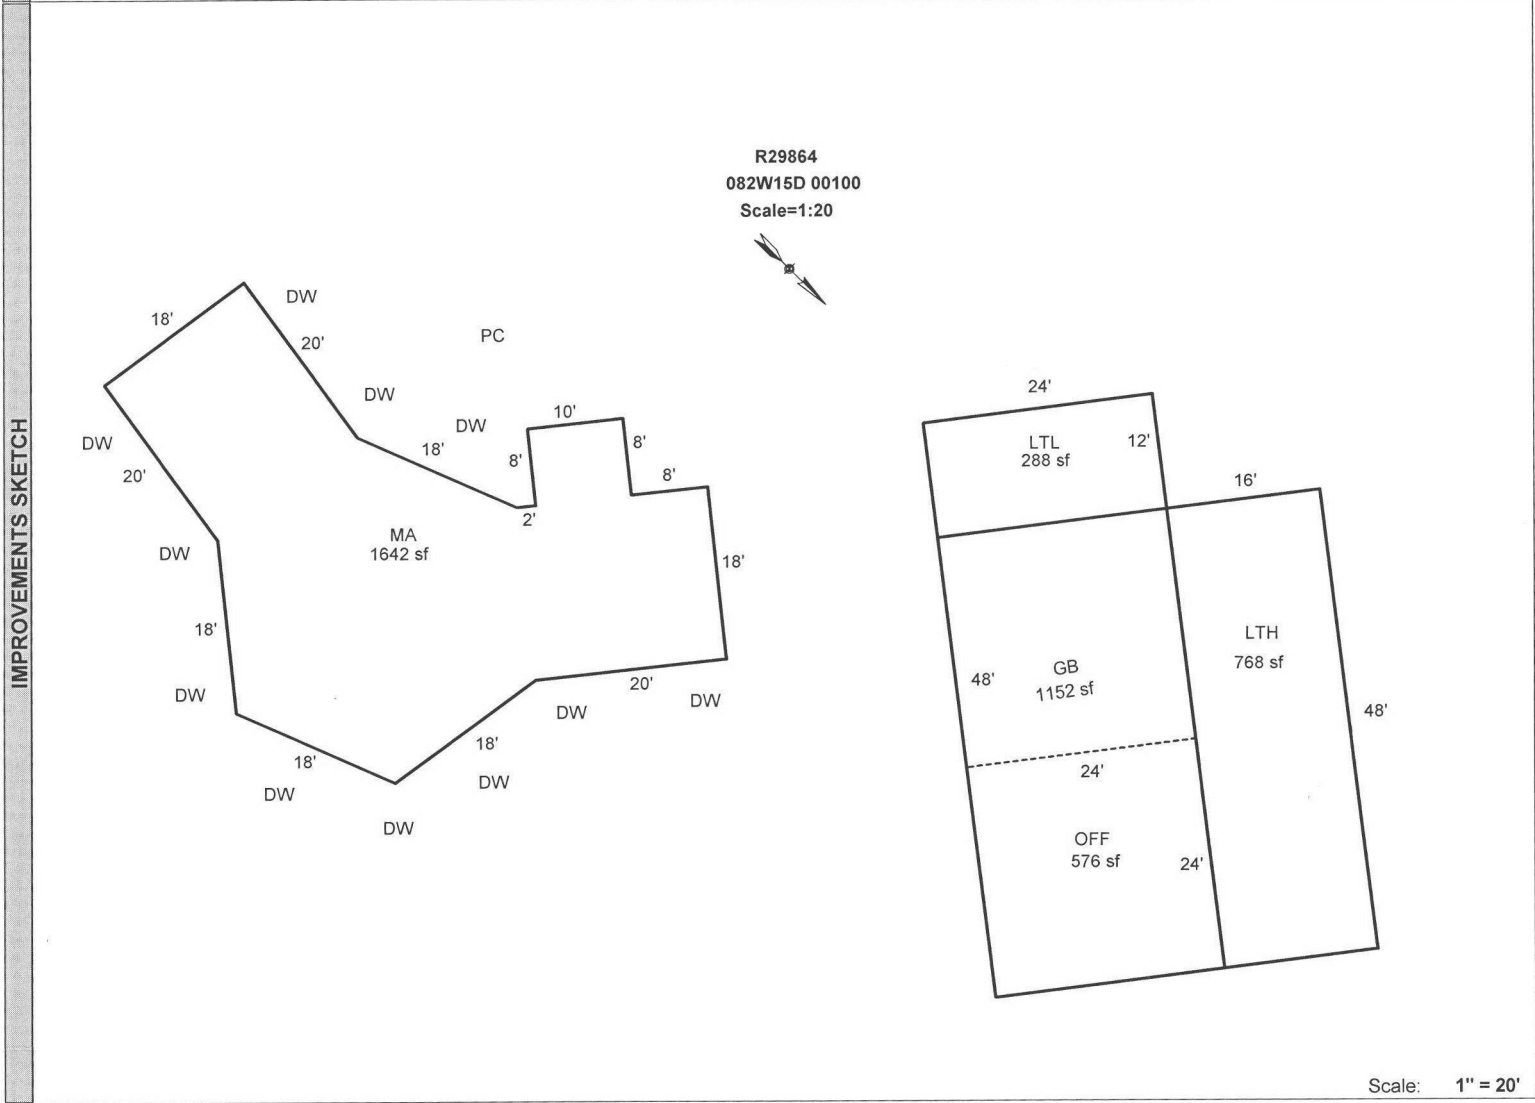 IMPROVEMENTS SKETCH
R29864
082W15D 00100
Scale=1:20
DW
18'
20'
PC
DW
DW
10'
18'
8'
8'
8'
2'
DW
20'
MA
1642 sf
18'
DW
18'
20'
DW
DW
DW
18'
18'
DW
DW
DW
24'
LTL
288 sf
12'
16'
LTH
768 sf
48'
GB
1152 sf
48'
24'
OFF
576 sf
24'
Scale: 1" = 20'